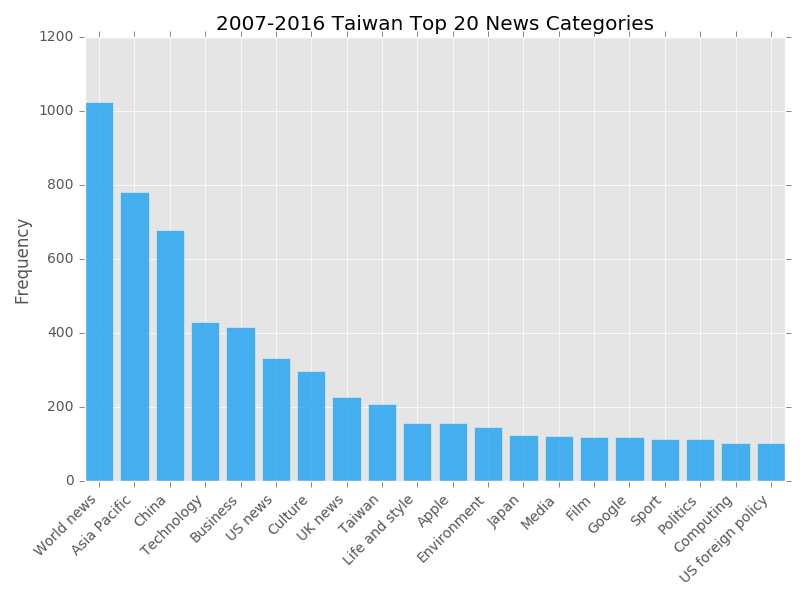 2007-2016 Taiwan Top 20 News Categories
Frequency
1200
1000
800
600
400
200
0
World news
Asia Pacific
China
Technology
Business
US news
Culture
UK news
Taiwan
Life and style
Apple
Environment
Japan
Media
Film
Google
Sport
Politics
Computing
US foreign policy